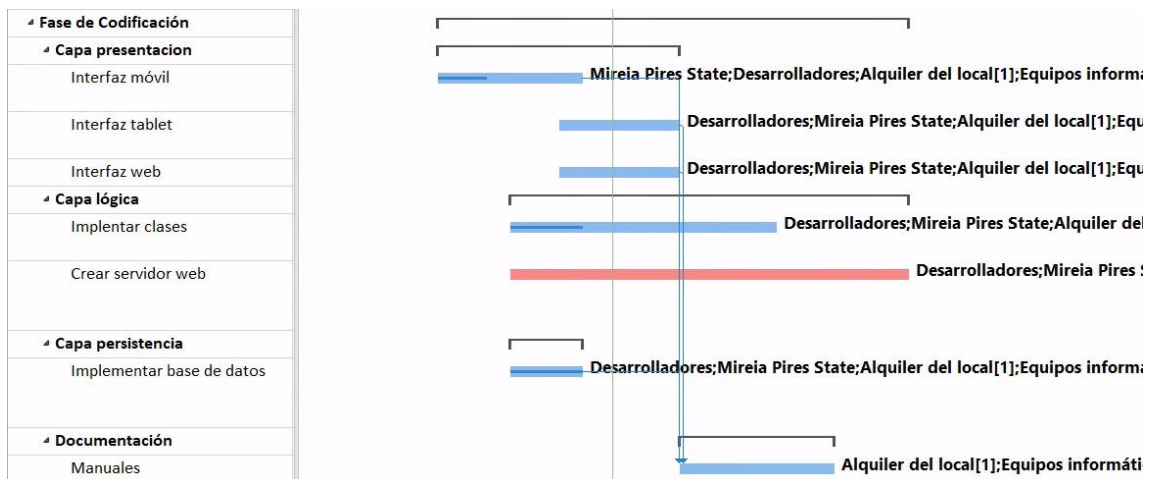 Fase de Codificación
Capa presentacion
Interfaz móvil Mireia Pires State;Desarrolladores;Alquiler del local[1];Equipos informa
Interfaz tablet Desarrolladores;Mireia Pires State;Alquiler del local[1];Equ
Interfaz web Desarrolladores;Mireia Pires State;Alquiler del local[1];Equ
Capa lógica
Implentar clases Desarrolladores;Mireia Pires State;Alquiler del
Crear servidor web Desarrolladores;Mireia Pires S
Capa persistencia
Implementar base de datos Desarrolladores;Mireia Pires State;Alquiler del local[1];Equipos informa
Documentación
Manuales Alquiler del local[1];Equipos informáti